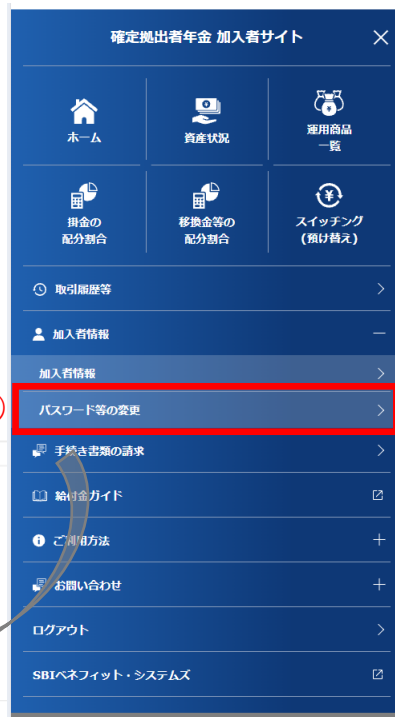 確定拠出者年金 加入者サイト
ホーム
資産状況
運用商品
一覧
掛金の
配分割合
移換金等の
配分割合
スイッチング
(預け替え)
取引履歴等
加入者情報
加入者情報
パスワード等の変更
手続き書類の請求
給付金ガイド
ご利用方法
お問い合わせ
ログアウト
SBIベネフィット・システムズ